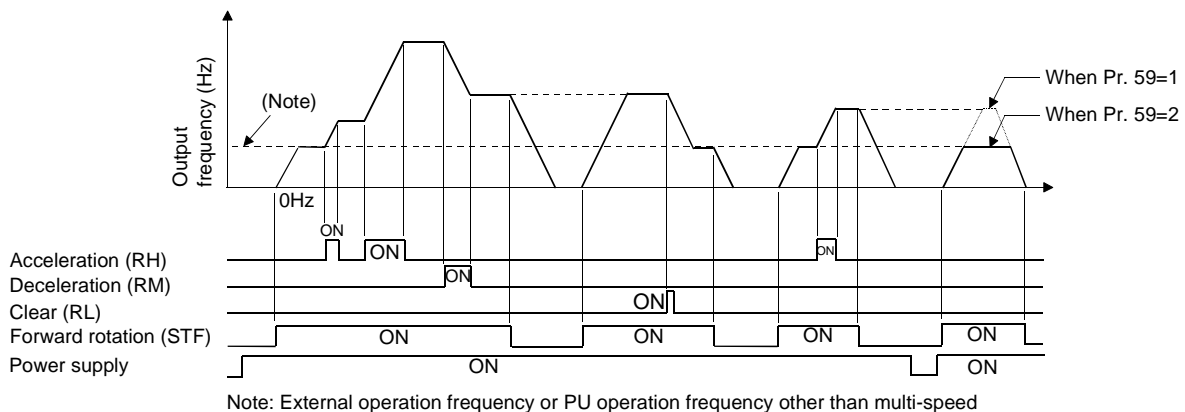 Output
frequency (Hz)
(Note)
When Pr. 59=1
When Pr. 59=2
0Hz
ON
Acceleration (RH)
ON
ON
Deceleration (RM)
ON
Clear (RL)
ON
Forward rotation (STF)
ON
ON
ON
ON
Power supply
ON
ON
Note: External operation frequency or PU operation frequency other than multi-speed